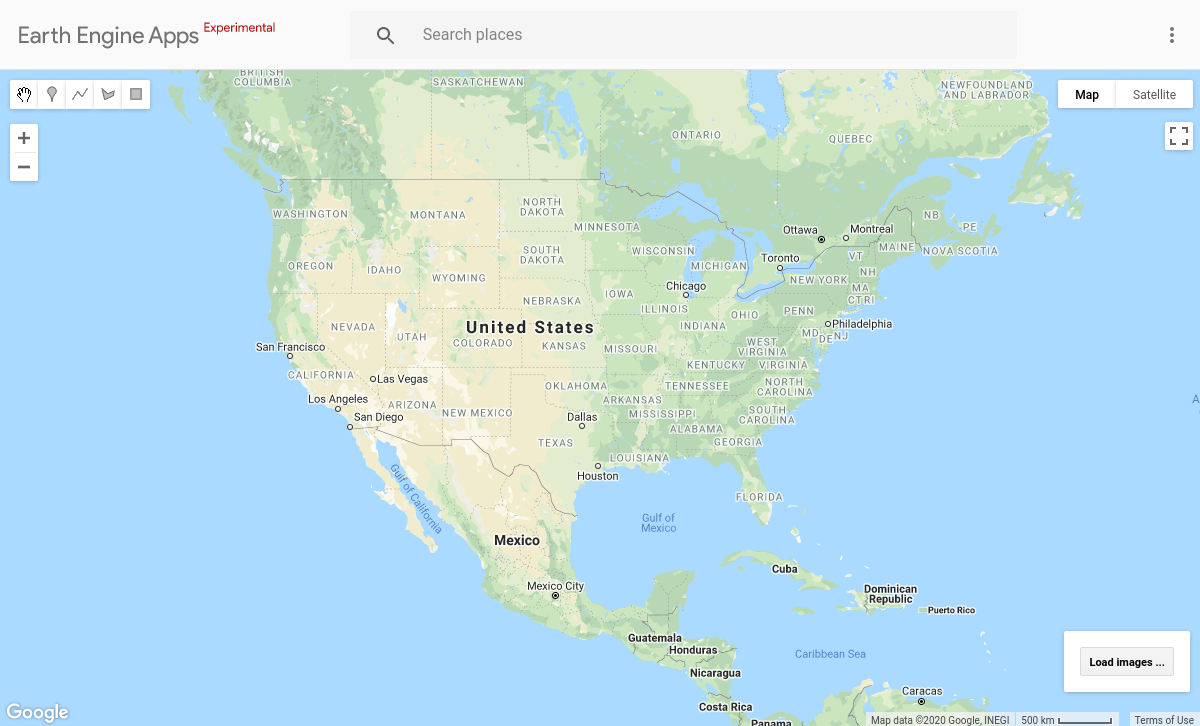 Earth Engine Apps Experimental
Search places
Map
Satellite
BRITISH
COLUMBIA
SASKATCHEWAN
NEWFOUNDLAND
AND LABRADOR
ONTARIO
QUEBEC
WASHINGTON
MONTANA
NORTH
DAKOTA
MINNESOTA
Ottawa
Montreal
NB
PE
MAINE
NOVA SCOTIA
OREGON
IDAHO
SOUTH
DAKOTA
WISCONSIN
MICHIGAN
Toronto
VT
NH
WYOMING
NEW YORK
MA
CT
RI
Chicago
IOWA
NEBRASKA
ILLINOIS
INDIANA
OHIO
PENN
NEVADA
UTAH
United States
COLORADO
KANSAS
MISSOURI
WEST
VIRGINIA
Philadelphia
MD
DE
NJ
San Francisco
KENTUCKY
VIRGINIA
CALIFORNIA
Las Vegas
OKLAHOMA
TENNESSEE
NORTH
CAROLINA
Los Angeles
ARIZONA
NEW MEXICO
ARKANSAS
MISSISSIPPI
SOUTH
CAROLINA
San Diego
Dallas
ALABAMA
TEXAS
GEORGIA
LOUISIANA
Houston
Gulf of California
FLORIDA
Gulf of
Mexico
Mexico
Cuba
Mexico City
Dominican
Republic
Puerto Rico
Guatemala
Honduras
Caribbean Sea
Nicaragua
Caracas
Costa Rica
Panama
Load images ...
Google
Map data ©2020 Google, INEGI
500 km
Terms of Use